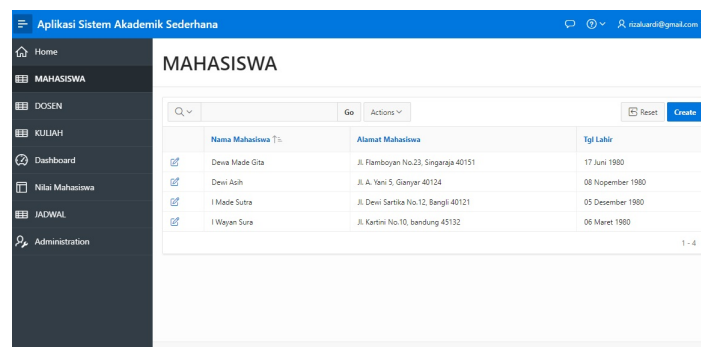 Aplikasi Sistem Akademik Sederhana
rizaluardi@gmail.com
Home
MAHASISWA
DOSEN
KULIAH
Dashboard
Nilai Mahasiswa
JADWAL
Administration
MAHASISWA
Go Actions Reset Create
Nama Mahasiswa Alamat Mahasiswa Tgl Lahir
Dewa Made Gita Jl. Flamboyan No.23, Singaraja 40151 17 Juni 1980
Dewi Asih Jl. A. Yani 5, Gianyar 40124 08 Nopember 1980
I Made Sutra Jl. Dewi Sartika No.12, Bangli 40121 05 Desember 1980
I Wayan Sura Jl. Kartini No.10, bandung 45132 06 Maret 1980
1 - 4